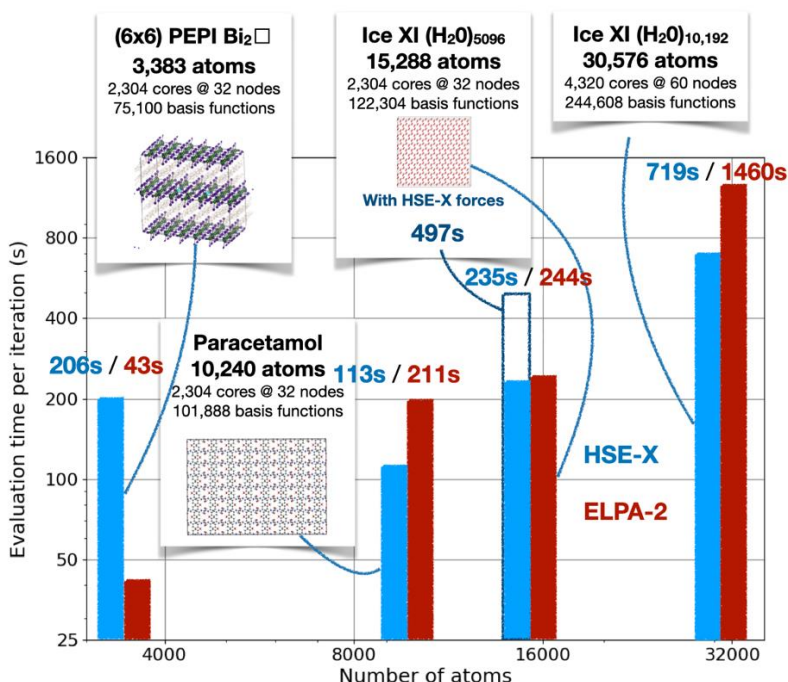 (6x6) PEPI Bi₂□
3,383 atoms
2,304 cores @ 32 nodes
75,100 basis functions
Ice XI (H₂0)₅₀₉₆
15,288 atoms
2,304 cores @ 32 nodes
122,304 basis functions
With HSE-X forces
497s
Ice XI (H₂0)₁₀,₁₉₂
30,576 atoms
4,320 cores @ 60 nodes
244,608 basis functions
Paracetamol
10,240 atoms
2,304 cores @ 32 nodes
101,888 basis functions
206s / 43s
113s / 211s
235s / 244s
719s / 1460s
HSE-X
ELPA-2
Evaluation time per iteration (s)
1600
800
400
200
100
50
25
4000
8000
16000
32000
Number of atoms